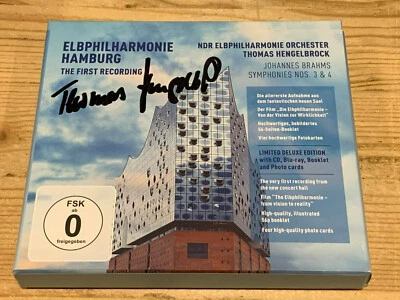 ELBPHILHARMONIE
HAMBURG
THE FIRST RECORDING
Thomas Hengelbrock
NDR ELBPHILHARMONIE ORCHESTER
THOMAS HENGELBROCK
JOHANNES BRAHMS
SYMPHONIES NOS. 3 & 4
Die allererste Aufnahme aus
dem fantastischen neuen Saal
Der Film „Die Elbphilharmonie –
Von der Vision zur Wirklichkeit“
Hochwertiges, bebildertes
56-Seiten-Booklet
Vier hochwertige Fotokarten
LIMITED DELUXE EDITION
with CD, Blu-ray, Booklet
and Photo cards
The very first recording from
the new concert hall
Film "The Elbphilharmonie –
from vision to reality"
High-quality, illustrated
56p booklet
Four high-quality photo cards
FSK
ab
0
freigegeben